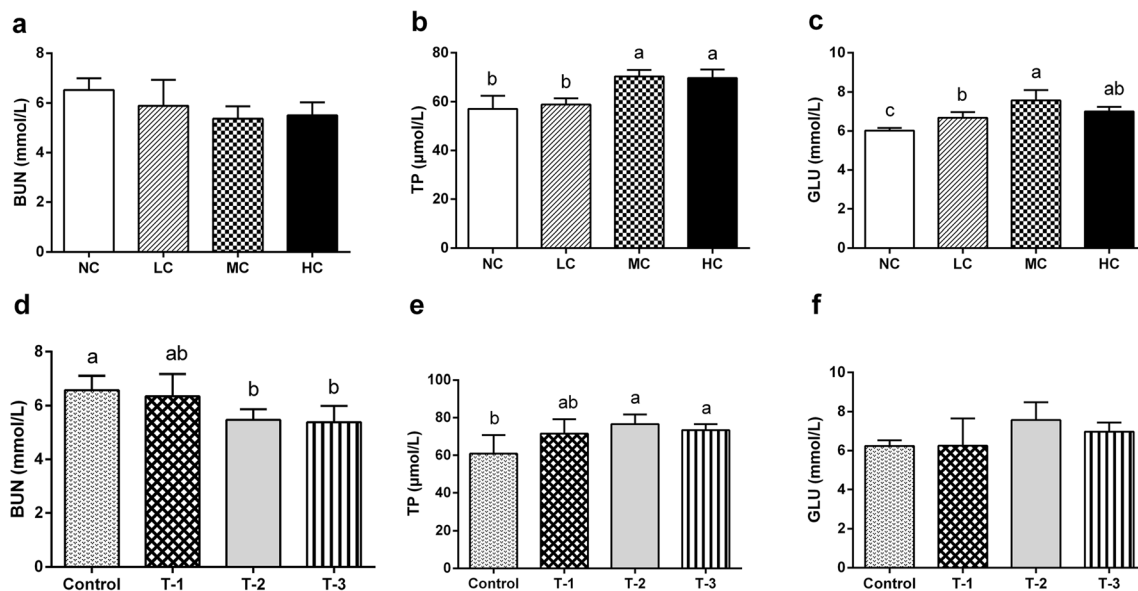 a
BUN (mmol/L)
8
6
4
2
0
NC LC MC HC
b
TP (µmol/L)
80
60
40
20
0
b b a a
NC LC MC HC
c
GLU (mmol/L)
10
8
6
4
2
0
c b a ab
NC LC MC HC
d
BUN (mmol/L)
8
6
4
2
0
a ab b b
Control T-1 T-2 T-3
e
TP (µmol/L)
100
80
60
40
20
0
b ab a a
Control T-1 T-2 T-3
f
GLU (mmol/L)
10
8
6
4
2
0
Control T-1 T-2 T-3